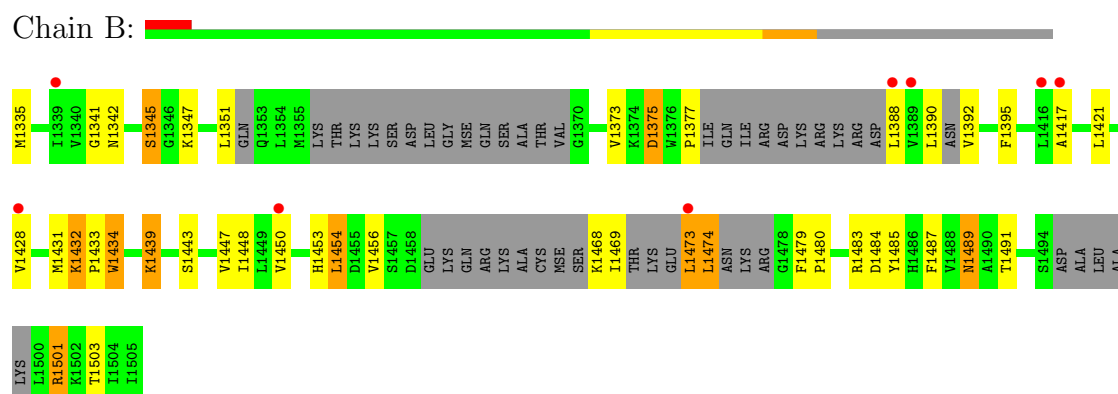 Chain B:
M1335 I1339 V1340 G1341 N1342 S1345 G1346 K1347 L1351 GLN Q1353 L1354 M1355 LYS THR LYS LYS SER ASP LEU GLY MSE GLN SER ALA THR VAL G1370 V1373 K1374 D1375 W1376 P1377 ILE GLN ILE ARG ASP LYS ARG LYS ARG ASP L1388 V1389 L1390 ASN V1392 F1395 L1416 A1417 L1421
V1428 M1431 K1432 P1433 W1434 K1439 S1443 V1447 I1448 L1449 V1450 H1453 L1454 D1455 V1456 S1457 D1458 GLU LYS GLN ARG LYS ALA CYS MSE SER K1468 I1469 THR LYS GLU L1473 L1474 ASN LYS ARG G1478 F1479 P1480 R1483 D1484 Y1485 H1486 F1487 V1488 N1489 A1490 T1491 S1494 ASP ALA LEU ALA
LYS L1500 R1501 K1502 T1503 I1504 I1505